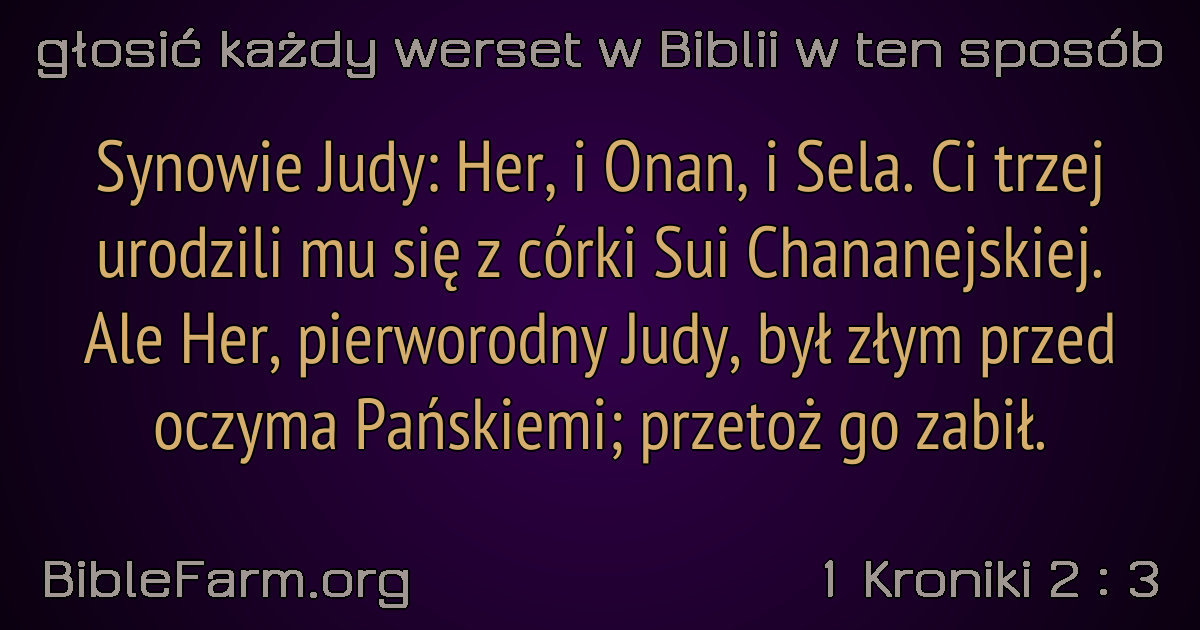 głosić każdy werset w Biblii w ten sposób
Synowie Judy: Her, i Onan, i Sela. Ci trzej
urodzili mu się z córki Sui Chananejskiej.
Ale Her, pierworodny Judy, był złym przed
oczyma Pańskiemi; przetoż go zabił.
BibleFarm.org
1 Kroniki 2 : 3